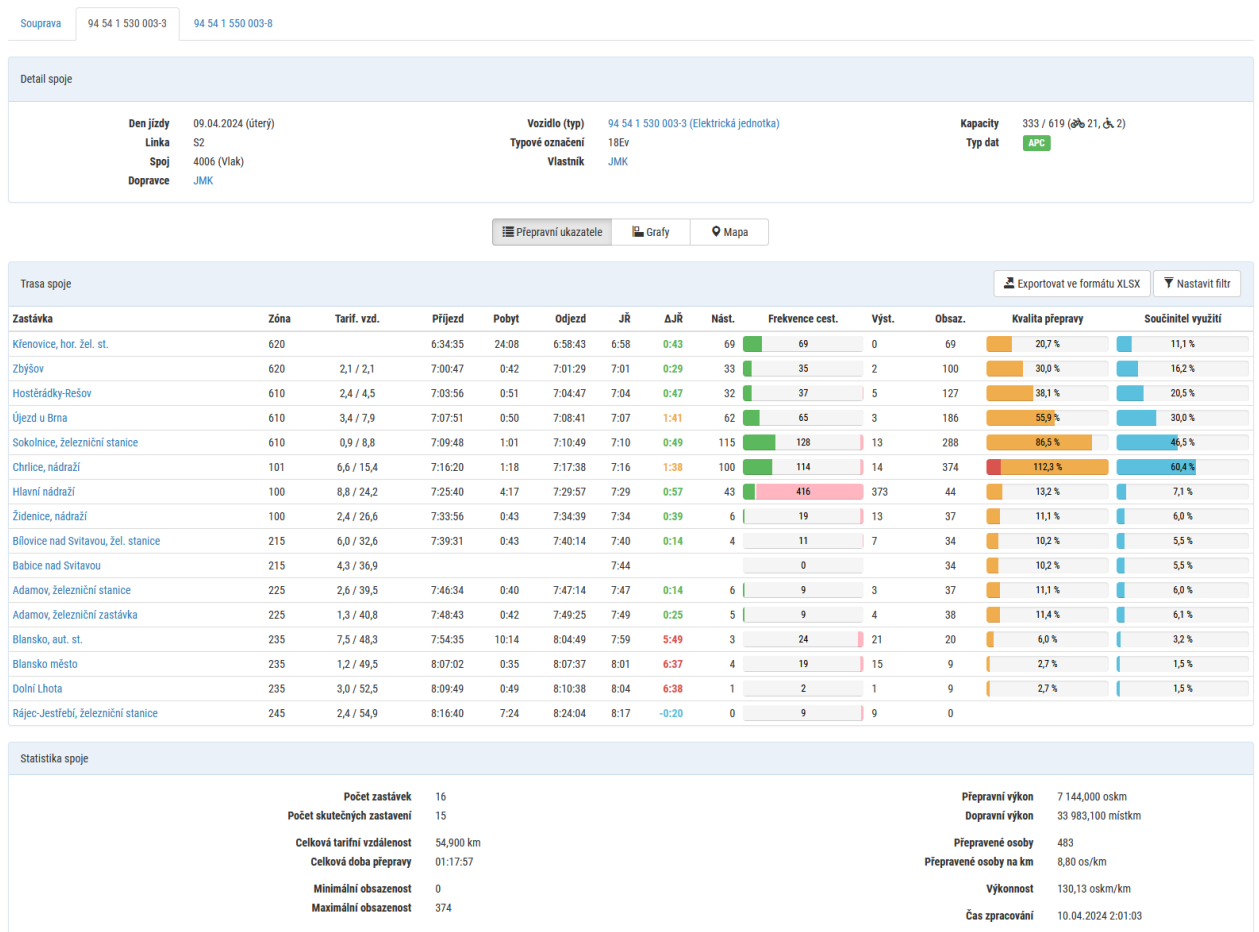 Souprava 94 54 1 530 003-3 94 54 1 550 003-8
Detail spoje
Den jízdy 09.04.2024 (úterý) Vozidlo (typ) 94 54 1 530 003-3 (Elektrická jednotka) Kapacity 333 / 619 ( 21, 2)
Linka S2 Typové označení 18Ev Typ dat APC
Spoj 4006 (Vlak) Vlastník JMK
Dopravce JMK
Přepravní ukazatele Grafy Mapa
Trasa spoje Exportovat ve formátu XLSX Nastavit filtr
Zastávka Zóna Tarif. vzd. Příjezd Pobyt Odjezd JŘ ΔJŘ Nást. Frekvence cest. Výst. Obsaz. Kvalita přepravy Součinitel využití
Křenovice, hor. žel. st. 620 6:34:35 24:08 6:58:43 6:58 0:43 69 69 0 69 20,7 % 11,1 %
Zbýšov 620 2,1 / 2,1 7:00:47 0:42 7:01:29 7:01 0:29 33 35 2 100 30,0 % 16,2 %
Hostěrádky-Rešov 610 2,4 / 4,5 7:03:56 0:51 7:04:47 7:04 0:47 32 37 5 127 38,1 % 20,5 %
Újezd u Brna 610 3,4 / 7,9 7:07:51 0:50 7:08:41 7:07 1:41 62 65 3 186 55,9 % 30,0 %
Sokolnice, železniční stanice 610 0,9 / 8,8 7:09:48 1:01 7:10:49 7:10 0:49 115 128 13 288 86,5 % 46,5 %
Chrlice, nádraží 101 6,6 / 15,4 7:16:20 1:18 7:17:38 7:16 1:38 100 114 14 374 112,3 % 60,4 %
Hlavní nádraží 100 8,8 / 24,2 7:25:40 4:17 7:29:57 7:29 0:57 43 416 373 44 13,2 % 7,1 %
Židenice, nádraží 100 2,4 / 26,6 7:33:56 0:43 7:34:39 7:34 0:39 6 19 13 37 11,1 % 6,0 %
Bílovice nad Svitavou, žel. stanice 215 6,0 / 32,6 7:39:31 0:43 7:40:14 7:40 0:14 4 11 7 34 10,2 % 5,5 %
Babice nad Svitavou 215 4,3 / 36,9 7:44 0 34 10,2 % 5,5 %
Adamov, železniční stanice 225 2,6 / 39,5 7:46:34 0:40 7:47:14 7:47 0:14 6 9 3 37 11,1 % 6,0 %
Adamov, železniční zastávka 225 1,3 / 40,8 7:48:43 0:42 7:49:25 7:49 0:25 5 9 4 38 11,4 % 6,1 %
Blansko, aut. st. 235 7,5 / 48,3 7:54:35 10:14 8:04:49 7:59 5:49 3 24 21 20 6,0 % 3,2 %
Blansko město 235 1,2 / 49,5 8:07:02 0:35 8:07:37 8:01 6:37 4 19 15 9 2,7 % 1,5 %
Dolní Lhota 235 3,0 / 52,5 8:09:49 0:49 8:10:38 8:04 6:38 1 2 1 9 2,7 % 1,5 %
Rájec-Jestřebí, železniční stanice 245 2,4 / 54,9 8:16:40 7:24 8:24:04 8:17 -0:20 0 9 9 0
Statistika spoje
Počet zastávek 16 Přepravní výkon 7 144,000 oskm
Počet skutečných zastavení 15 Dopravní výkon 33 983,100 místkm
Celková tarifní vzdálenost 54,900 km Přepravené osoby 483
Celková doba přepravy 01:17:57 Přepravené osoby na km 8,80 os/km
Minimální obsazenost 0 Výkonnost 130,13 oskm/km
Maximální obsazenost 374 Čas zpracování 10.04.2024 2:01:03